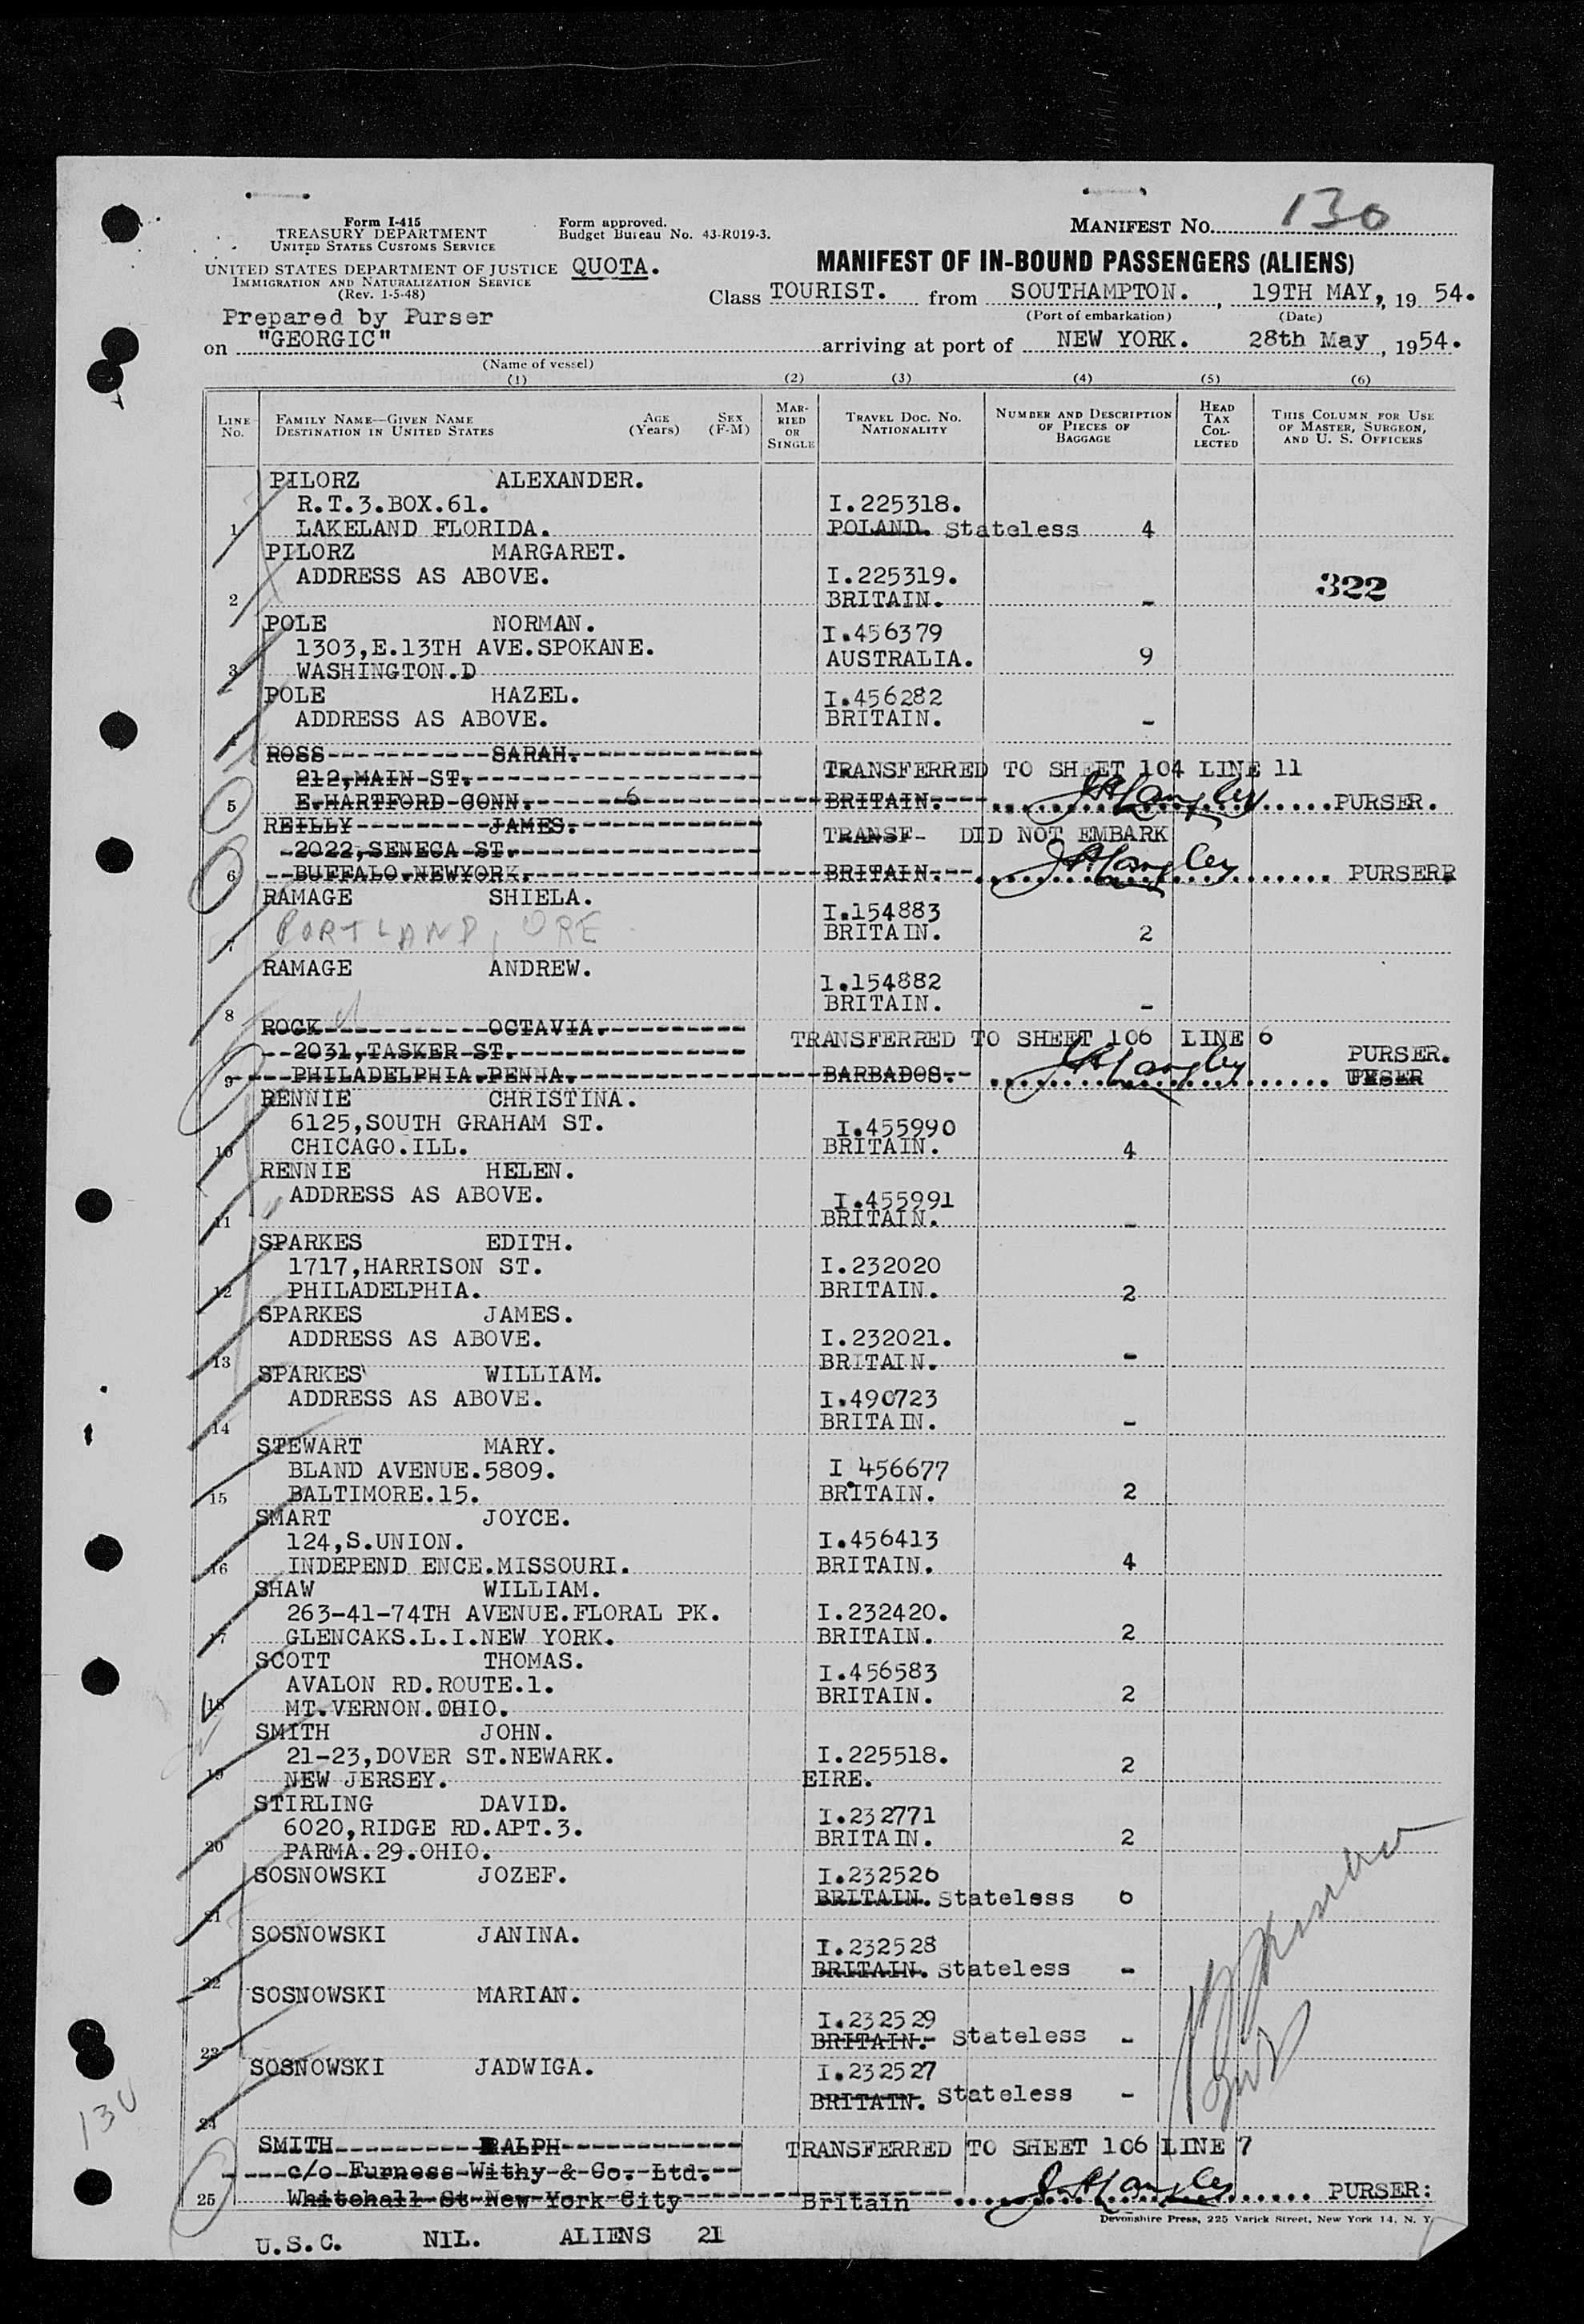 Form I-415
TREASURY DEPARTMENT
UNITED STATES CUSTOMS SERVICE
UNITED STATES DEPARTMENT OF JUSTICE
IMMIGRATION AND NATURALIZATION SERVICE
(Rev. 1-5-48)
Form approved.
Budget Bureau No. 43-R019-3.
QUOTA.
MANIFEST NO. 130
MANIFEST OF IN-BOUND PASSENGERS (ALIENS)
Class TOURIST. from SOUTHAMPTON. , 19TH MAY, 19 54.
(Port of embarkation) (Date)
Prepared by Purser
on "GEORGIC" arriving at port of NEW YORK. 28th May , 1954.
(Name of vessel)
(1) (2) (3) (4) (5) (6)
LINE No. FAMILY NAME—GIVEN NAME DESTINATION IN UNITED STATES AGE (Years) SEX (F-M) MARRIED OR SINGLE TRAVEL DOC. NO. NATIONALITY NUMBER AND DESCRIPTION OF PIECES OF BAGGAGE HEAD TAX COLLECTED THIS COLUMN FOR USE OF MASTER, SURGEON, AND U. S. OFFICERS
PILORZ ALEXANDER.
R.T.3.BOX.61. I.225318.
1 LAKELAND FLORIDA. POLAND. Stateless 4
PILORZ MARGARET.
ADDRESS AS ABOVE. I.225319.
322
2 BRITAIN. -
POLE NORMAN. I.456379
1303,E.13TH AVE.SPOKANE. AUSTRALIA. 9
3 WASHINGTON.D
POLE HAZEL. I.456282
4 ADDRESS AS ABOVE. BRITAIN. -
ROSS SARAH.
212,MAIN ST. TRANSFERRED TO SHEET 104 LINE 11
5 E.HARTFORD CONN. 6 BRITAIN. J A Langley PURSER.
REILLY JAMES. TRANSF- DID NOT EMBARK
2022,SENECA ST.
6 BUFFALO.NEWYORK. BRITAIN. J A Langley PURSERR
RAMAGE SHIELA. I.154883
7 PORTLAND, ORE BRITAIN. 2
RAMAGE ANDREW. I.154882
8 BRITAIN. -
ROCK OCTAVIA. TRANSFERRED TO SHEET 106 LINE 6
2031,TASKER ST. PURSER.
9 PHILADELPHIA.PENNA. BARBADOS. J A Langley
RENNIE CHRISTINA.
6125,SOUTH GRAHAM ST. I.455990
10 CHICAGO.ILL. BRITAIN. 4
RENNIE HELEN.
ADDRESS AS ABOVE. I.455991
11 BRITAIN. -
SPARKES EDITH.
1717,HARRISON ST. I.232020
12 PHILADELPHIA. BRITAIN. 2
SPARKES JAMES.
ADDRESS AS ABOVE. I.232021.
13 BRITAIN. -
SPARKES WILLIAM.
ADDRESS AS ABOVE. I.490723
14 BRITAIN. -
STEWART MARY.
BLAND AVENUE.5809. I.456677
15 BALTIMORE.15. BRITAIN. 2
SMART JOYCE.
124,S.UNION. I.456413
16 INDEPEND ENCE.MISSOURI. BRITAIN. 4
SHAW WILLIAM.
263-41-74TH AVENUE.FLORAL PK. I.232420.
17 GLENCAKS.L.I.NEW YORK. BRITAIN. 2
SCOTT THOMAS. I.456583
AVALON RD.ROUTE.1. BRITAIN. 2
18 MT.VERNON.OHIO.
SMITH JOHN.
21-23,DOVER ST.NEWARK. I.225518. 2
19 NEW JERSEY. EIRE.
STIRLING DAVID. I.232771
6020,RIDGE RD.APT.3. BRITAIN. 2
20 PARMA.29.OHIO.
SOSNOWSKI JOZEF. I.232526
21 BRITAIN. Stateless 6
SOSNOWSKI JANINA. I.232528
22 BRITAIN. Stateless -
SOSNOWSKI MARIAN. I.232529
23 BRITAIN. Stateless -
SOSNOWSKI JADWIGA. I.232527
24 BRITAIN. Stateless -
SMITH RALPH TRANSFERRED TO SHEET 106 LINE 7
c/o Furness Withy & Co. Ltd.
25 Whitehall St New York City Britain J A Langley PURSER:
Devonshire Press, 225 Varick Street, New York 14, N. Y.
U.S.C. NIL. ALIENS 21
130